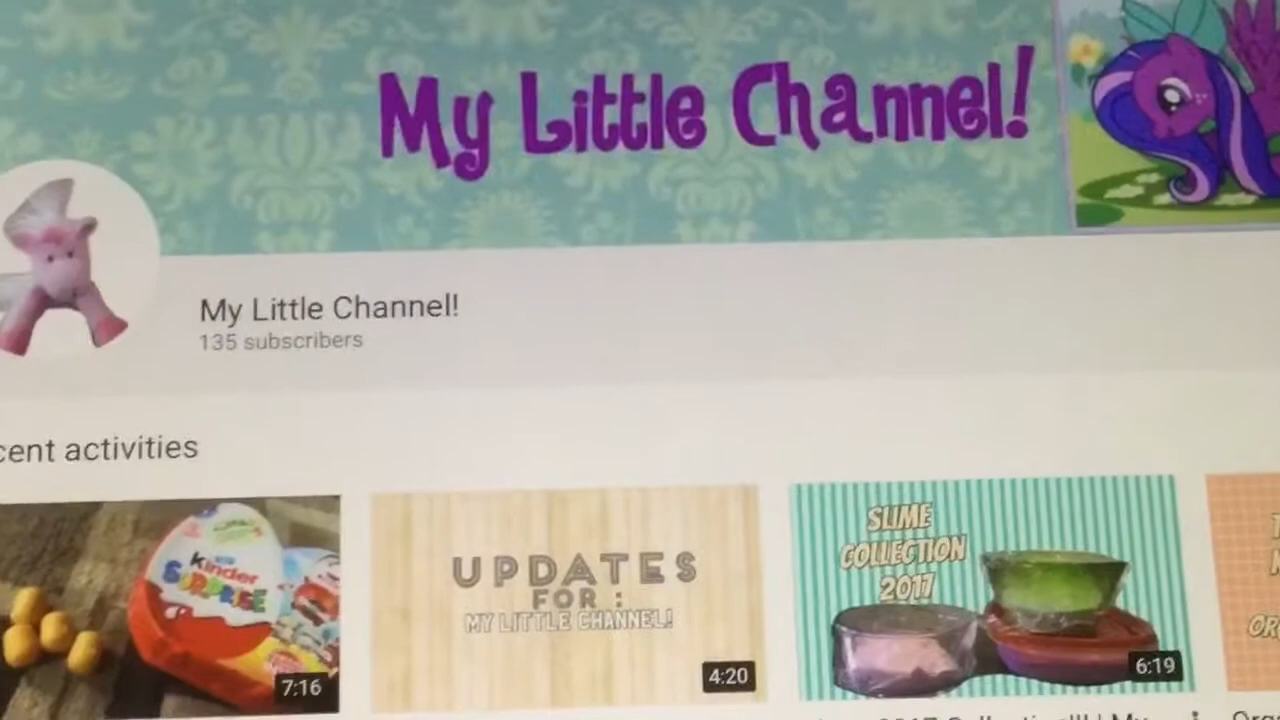 My Little Channel!
My Little Channel!
135 subscribers
cent activities
Kinder
SURPRISE
7:16
UPDATES
FOR :
MY LITTLE CHANNEL!
4:20
SLIME
COLLECTION
2017
6:19